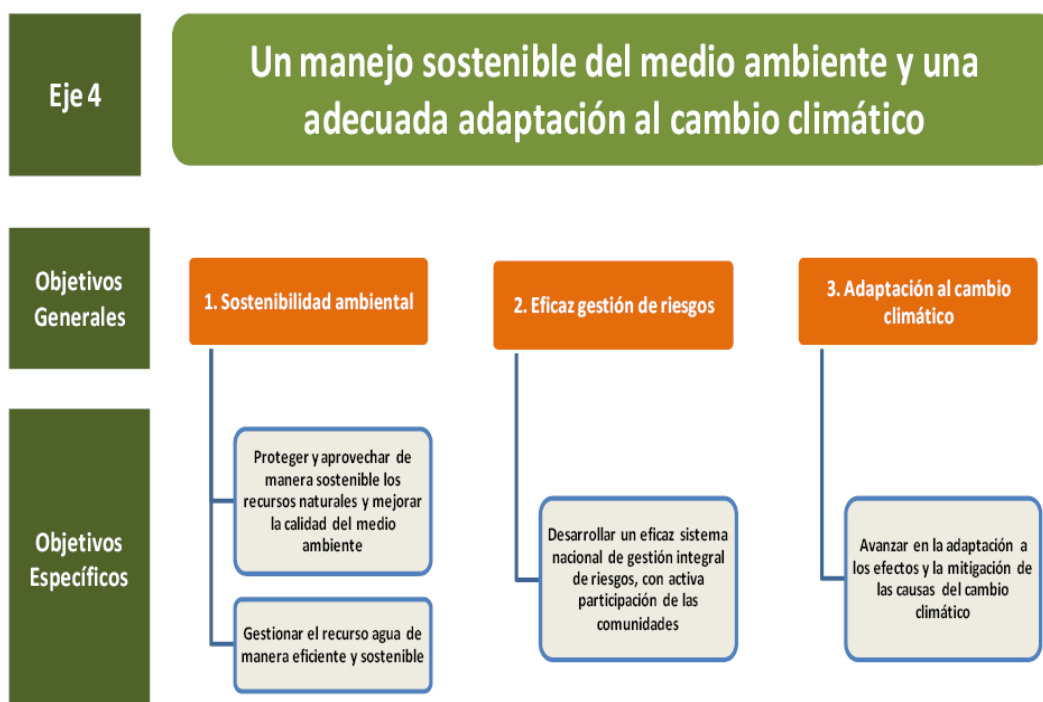 Eje 4
Un manejo sostenible del medio ambiente y una
adecuada adaptación al cambio climático
Objetivos
Generales
1. Sostenibilidad ambiental
2. Eficaz gestión de riesgos
3. Adaptación al cambio
climático
Objetivos
Específicos
Proteger y aprovechar de
manera sostenible los
recursos naturales y mejorar
la calidad del medio
ambiente
Gestionar el recurso agua de
manera eficiente y sostenible
Desarrollar un eficaz sistema
nacional de gestión integral
de riesgos, con activa
participación de las
comunidades
Avanzar en la adaptación a
los efectos y la mitigación de
las causas del cambio
climático